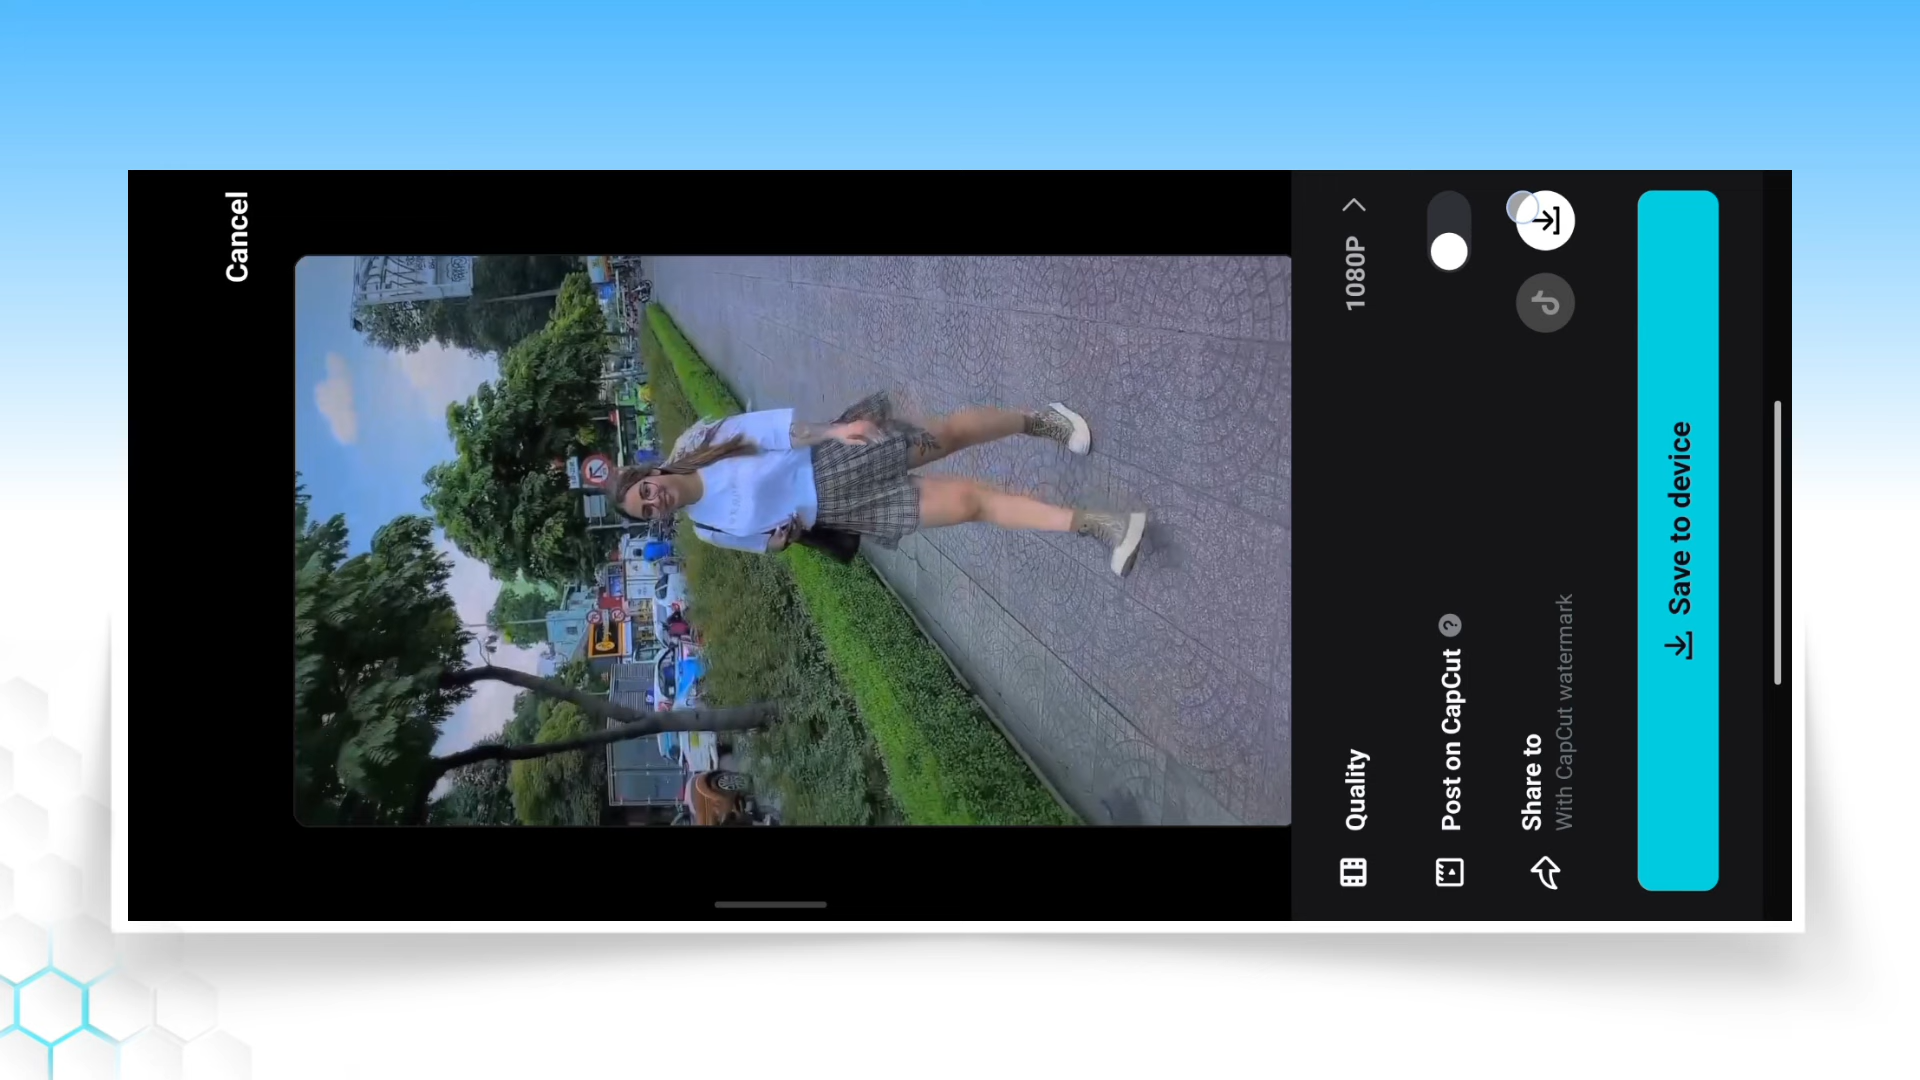 Cancel
Quality
1080P
Post on CapCut
?
Share to
With CapCut watermark
Save to device